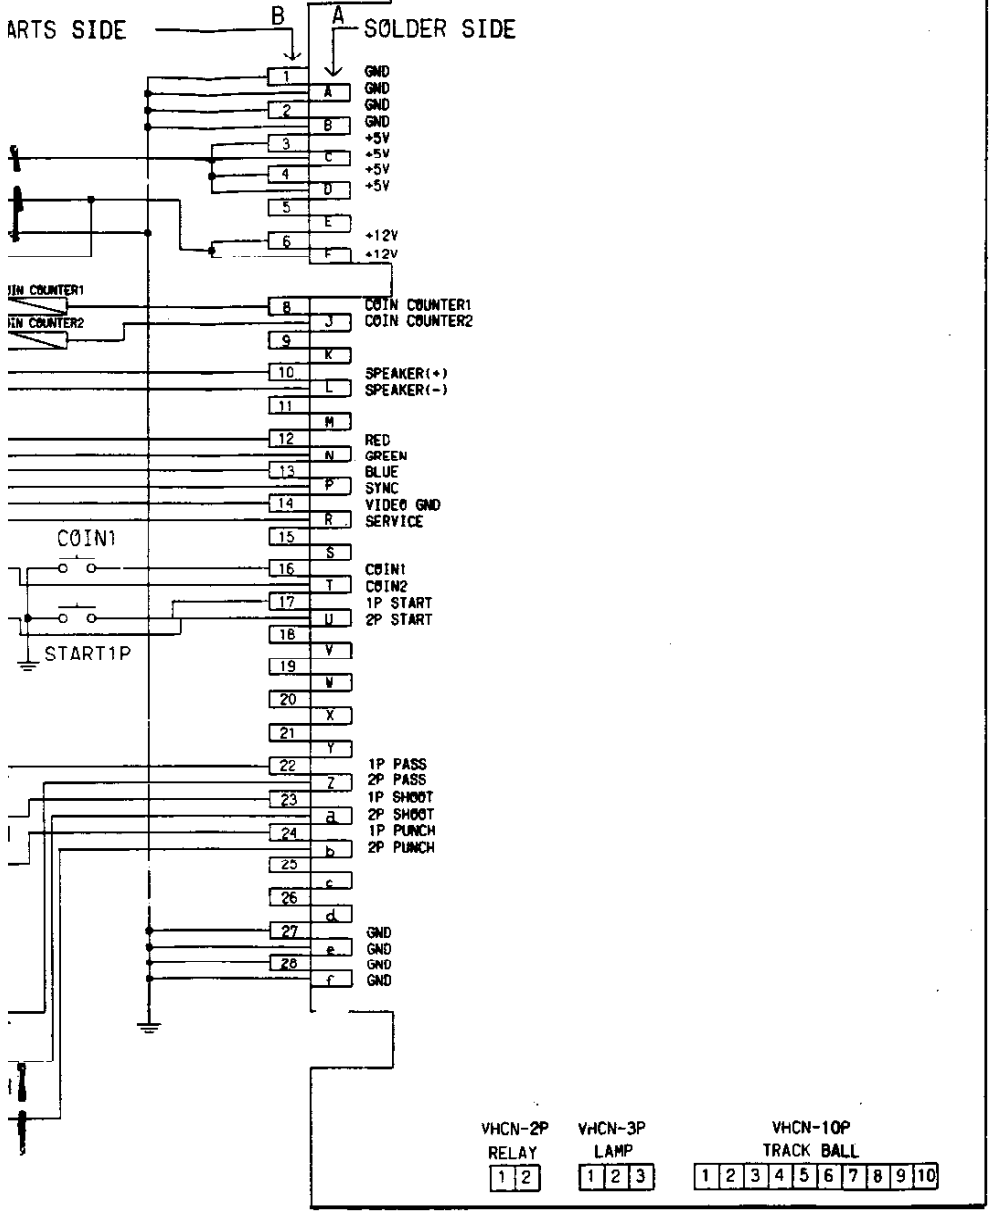 B A
ARTS SIDE SOLDER SIDE
1 GND
A GND
2 GND
B GND
3 +5V
C +5V
4 +5V
D +5V
5
E
6 +12V
F +12V
OIN COUNTER1
8 COIN COUNTER1
OIN COUNTER2
J COIN COUNTER2
9
K
10 SPEAKER(+)
L SPEAKER(-)
11
M
12 RED
N GREEN
13 BLUE
P SYNC
14 VIDEO GND
R SERVICE
15
COIN1
S
16 COIN1
T COIN2
17 1P START
U 2P START
18
START1P
V
19
W
20
X
21
Y
22 1P PASS
Z 2P PASS
23 1P SHOOT
a 2P SHOOT
24 1P PUNCH
b 2P PUNCH
25
c
26
d
27 GND
e GND
28 GND
f GND
VHCN-2P VHCN-3P VHCN-10P
RELAY LAMP TRACK BALL
1 2 1 2 3 1 2 3 4 5 6 7 8 9 10